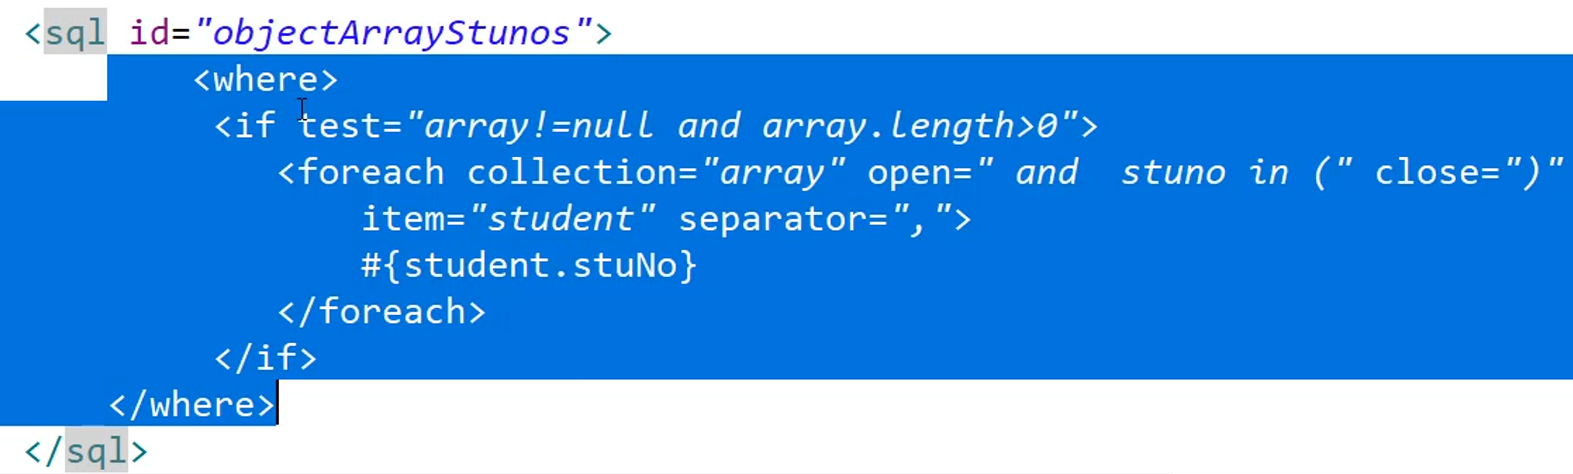 <sql id="objectArrayStunos">
<where>
<if test="array!=null and array.length>0">
<foreach collection="array" open=" and  stuno in (" close=")"
item="student" separator=",">
#{student.stuNo}
</foreach>
</if>
</where>
</sql>